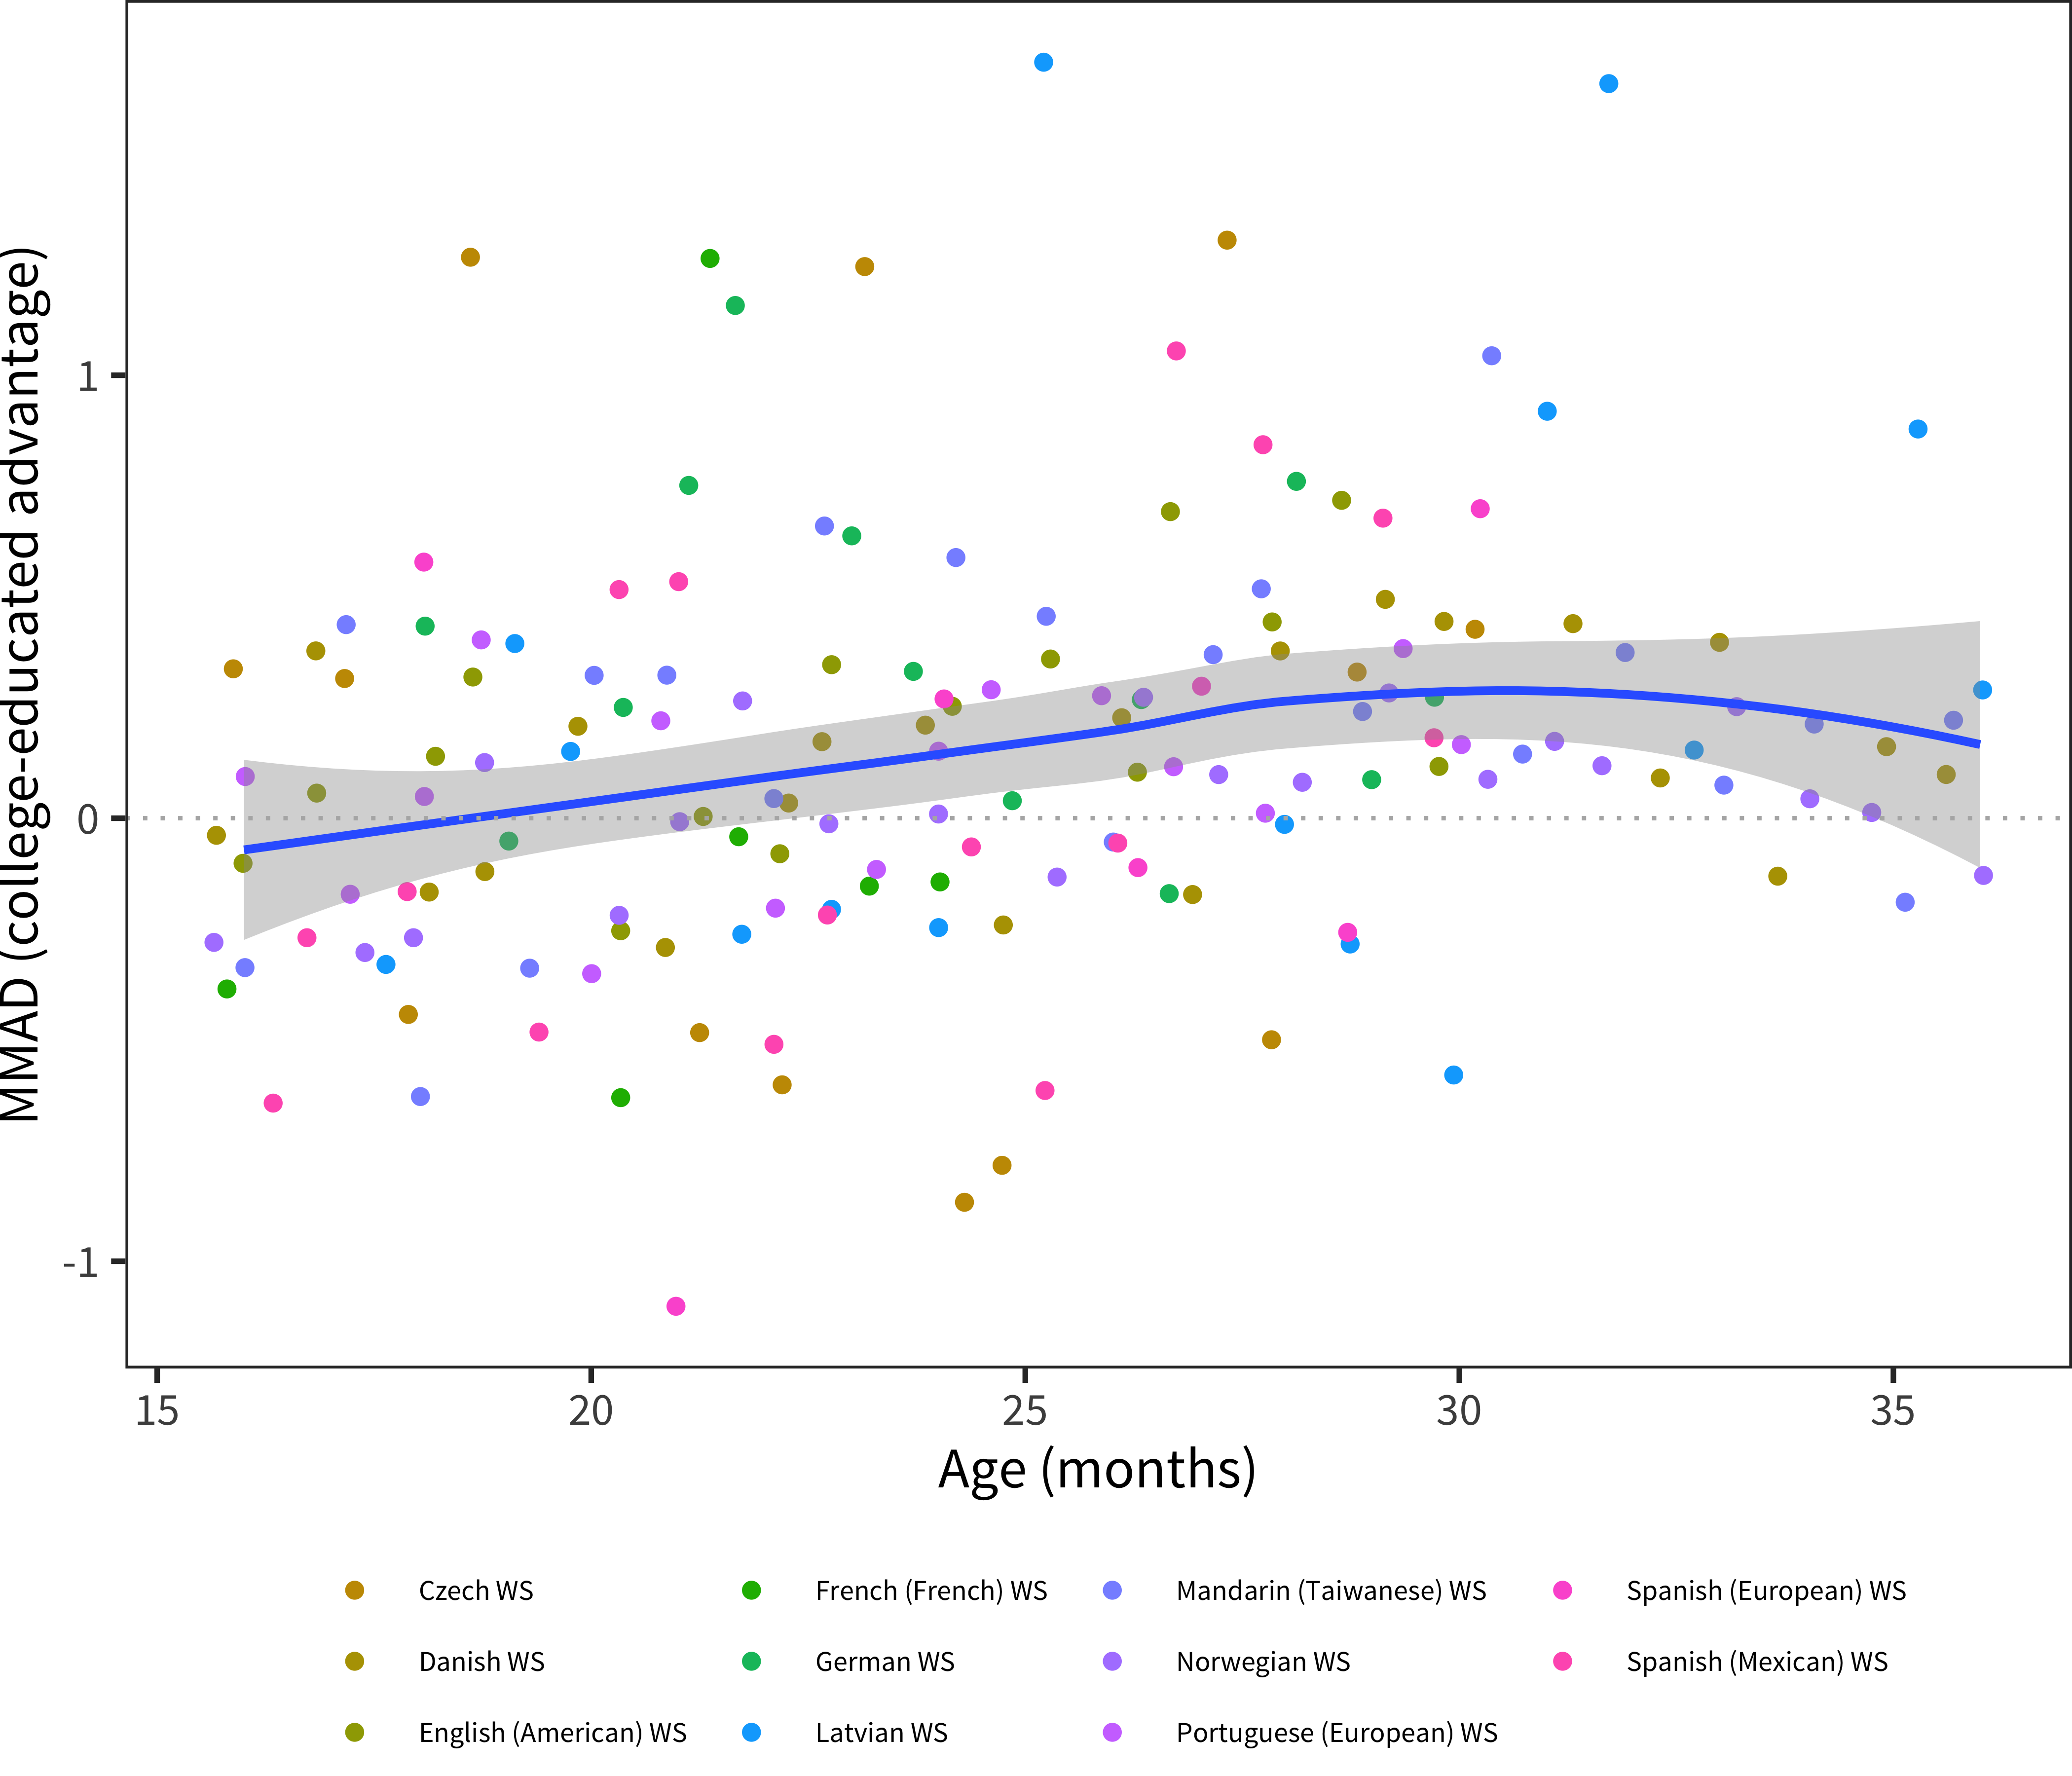 MMAD (college-educated advantage)
1
0
-1
15 20 25 30 35
Age (months)
Czech WS French (French) WS Mandarin (Taiwanese) WS Spanish (European) WS
Danish WS German WS Norwegian WS Spanish (Mexican) WS
English (American) WS Latvian WS Portuguese (European) WS